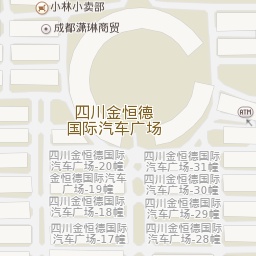 小林小卖部
成都潇琳商贸
四川金恒德
国际汽车广场
ATM
四川金恒德国际
汽车广场-20幢
四川金恒德国际
汽车广场-31幢
金恒德国际汽车
广场-19幢
四川金恒德国际
汽车广场-30幢
四川金恒德国际
汽车广场-18幢
四川金恒德国际
汽车广场-29幢
四川金恒德国际
汽车广场-17幢
四川金恒德国际
汽车广场-28幢